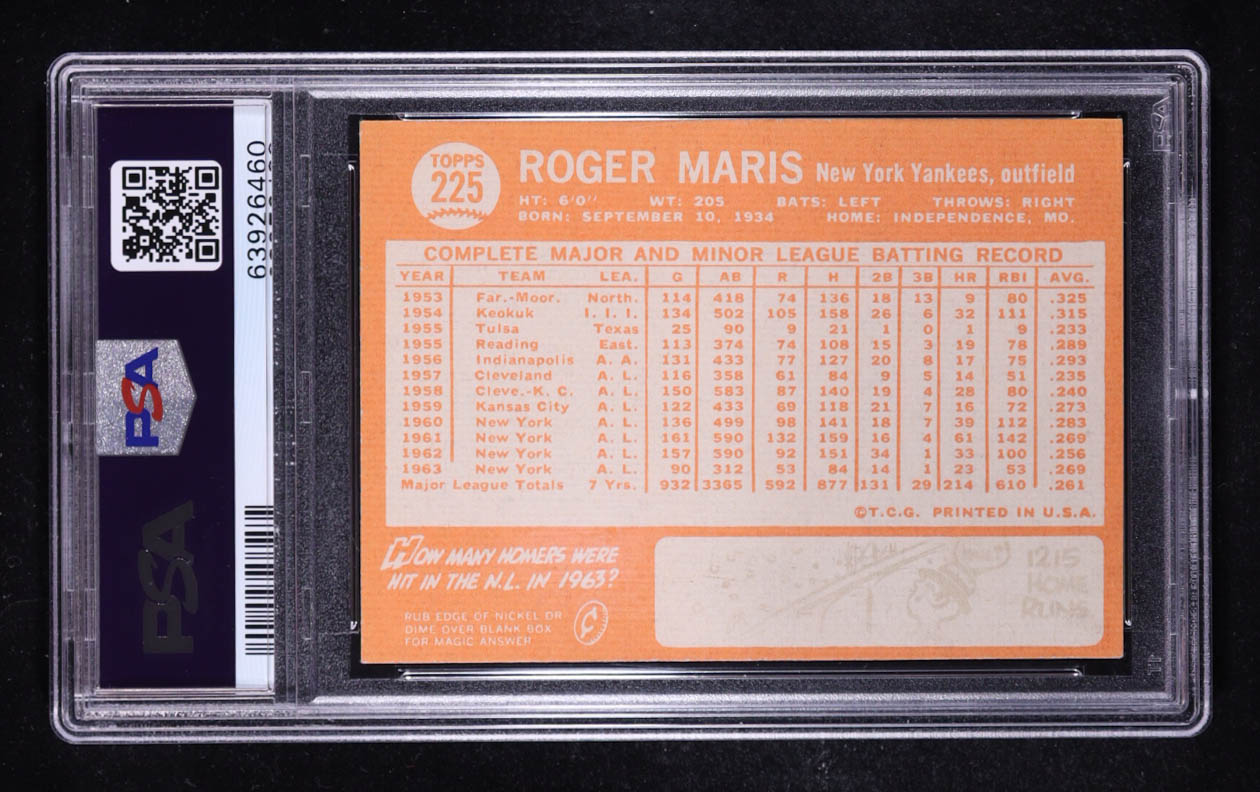 TOPPS
225
ROGER MARIS New York Yankees, outfield
HT: 6'0" WT: 205 BATS: LEFT THROWS: RIGHT
BORN: SEPTEMBER 10, 1934 HOME: INDEPENDENCE, MO.
COMPLETE MAJOR AND MINOR LEAGUE BATTING RECORD
YEAR TEAM LEA. G AB R H 2B 3B HR RBI AVG.
1953 Far.-Moor. North. 114 418 74 136 18 13 9 80 .325
1954 Keokuk I. I. I. 134 502 105 158 26 6 32 111 .315
1955 Tulsa Texas 25 90 9 21 1 0 1 9 .233
1955 Reading East. 113 374 74 108 15 3 19 78 .289
1956 Indianapolis A. A. 131 433 77 127 20 8 17 75 .293
1957 Cleveland A. L. 116 358 61 84 9 5 14 51 .235
1958 Cleve.-K. C. A. L. 150 583 87 140 19 4 28 80 .240
1959 Kansas City A. L. 122 433 69 118 21 7 16 72 .273
1960 New York A. L. 136 499 98 141 18 7 39 112 .283
1961 New York A. L. 161 590 132 159 16 4 61 142 .269
1962 New York A. L. 157 590 92 151 34 1 33 100 .256
1963 New York A. L. 90 312 53 84 14 1 23 53 .269
Major League Totals 7 Yrs. 932 3365 592 877 131 29 214 610 .261
©T.C.G. PRINTED IN U.S.A.
HOW MANY HOMERS WERE
HIT IN THE N.L. IN 1963?
RUB EDGE OF NICKEL OR
DIME OVER BLANK BOX
FOR MAGIC ANSWER
1215
HOME
RUNS
63926460
PSA
PSA
PSA